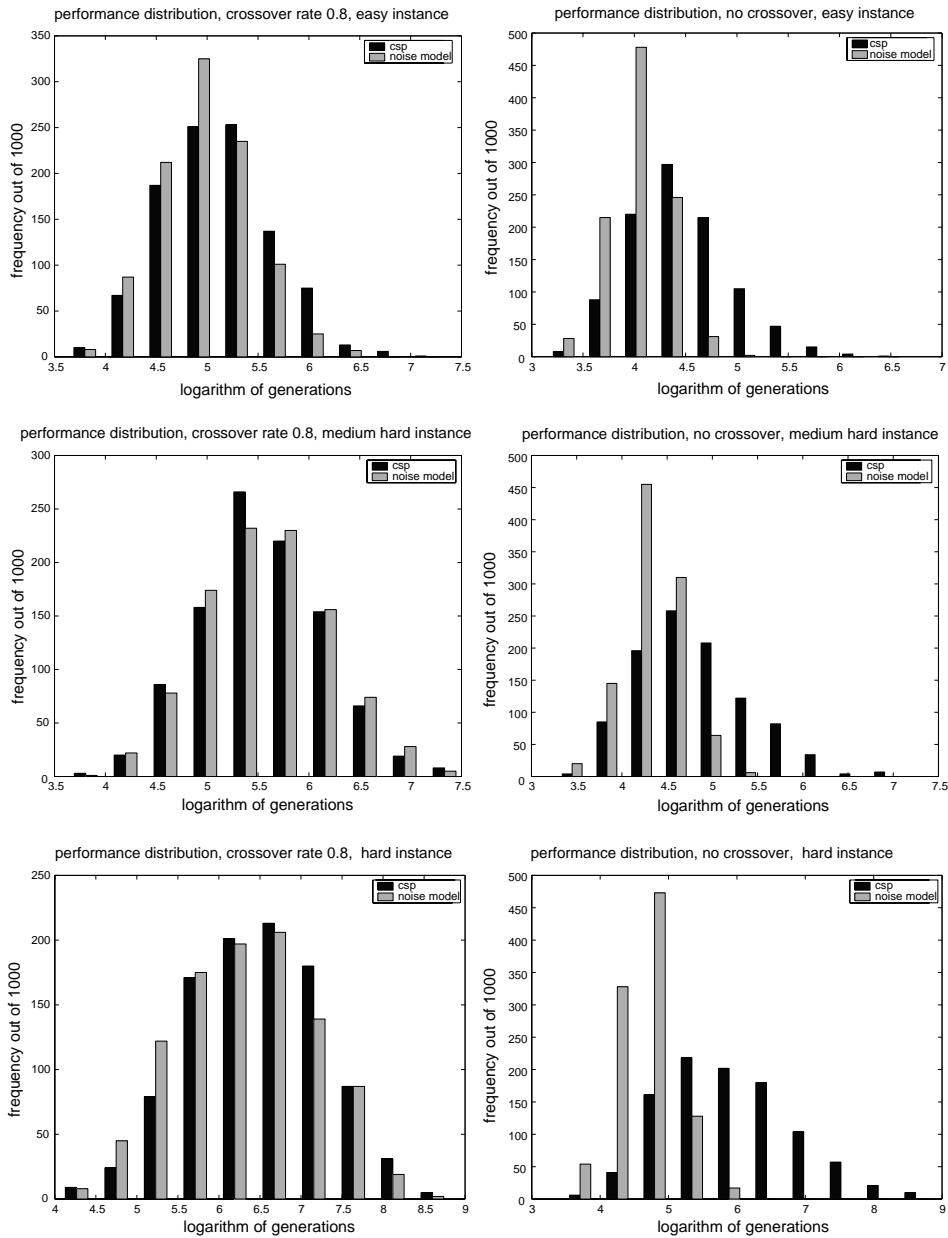 performance distribution, crossover rate 0.8, easy instance
350
300
250
200
150
100
50
0
3.5 4 4.5 5 5.5 6 6.5 7 7.5
frequency out of 1000
logarithm of generations
csp
noise model
performance distribution, no crossover, easy instance
500
450
400
350
300
250
200
150
100
50
0
3 3.5 4 4.5 5 5.5 6 6.5 7
frequency out of 1000
logarithm of generations
csp
noise model
performance distribution, crossover rate 0.8, medium hard instance
300
250
200
150
100
50
0
3.5 4 4.5 5 5.5 6 6.5 7 7.5
frequency out of 1000
logarithm of generations
csp
noise model
performance distribution, no crossover, medium hard instance
500
450
400
350
300
250
200
150
100
50
0
3 3.5 4 4.5 5 5.5 6 6.5 7 7.5
frequency out of 1000
logarithm of generations
csp
noise model
performance distribution, crossover rate 0.8, hard instance
250
200
150
100
50
0
4 4.5 5 5.5 6 6.5 7 7.5 8 8.5 9
frequency out of 1000
logarithm of generations
csp
noise model
performance distribution, no crossover, hard instance
500
450
400
350
300
250
200
150
100
50
0
3 4 5 6 7 8 9
frequency out of 1000
logarithm of generations
csp
noise model